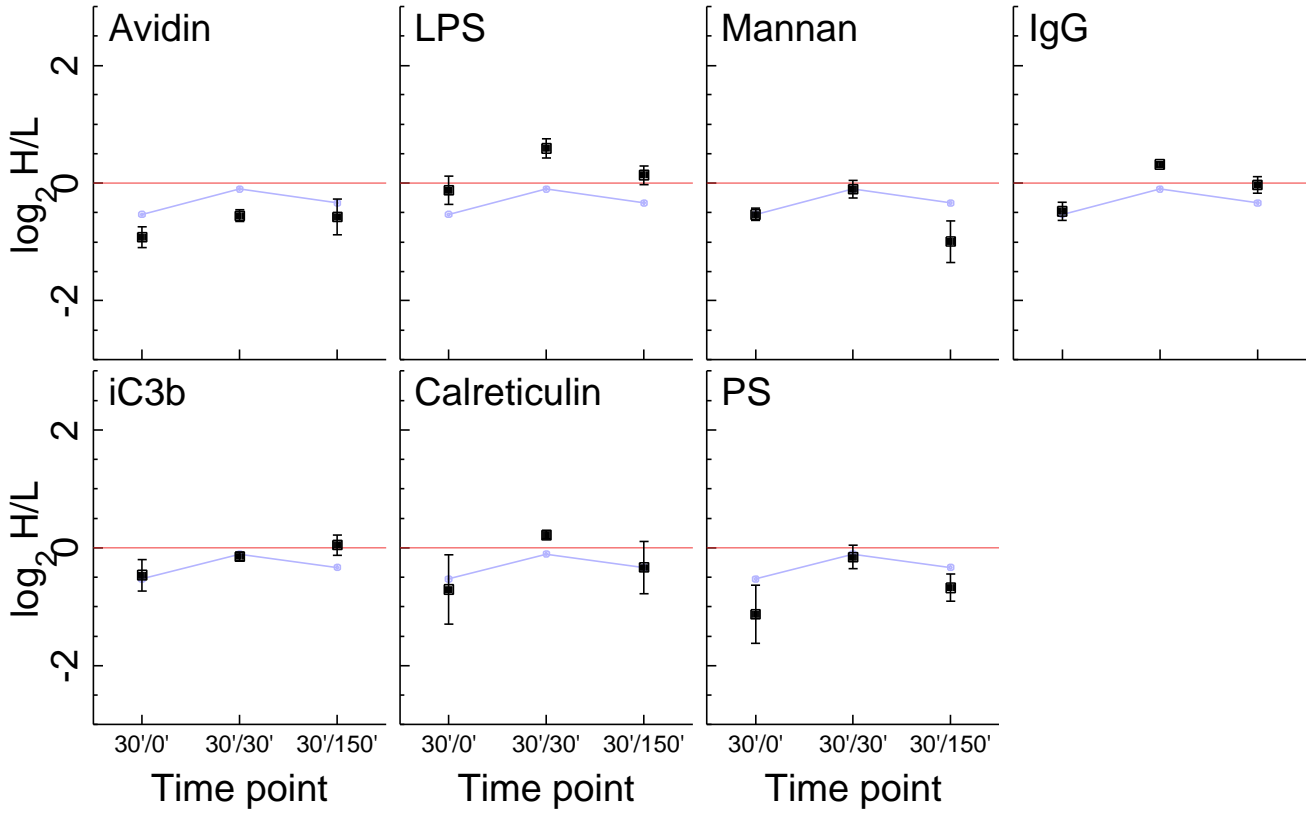 Avidin LPS Mannan IgG
2
0
-2
log2 H/L
iC3b Calreticulin PS
2
0
-2
log2 H/L
30'/0' 30'/30' 30'/150' 30'/0' 30'/30' 30'/150' 30'/0' 30'/30' 30'/150'
Time point Time point Time point